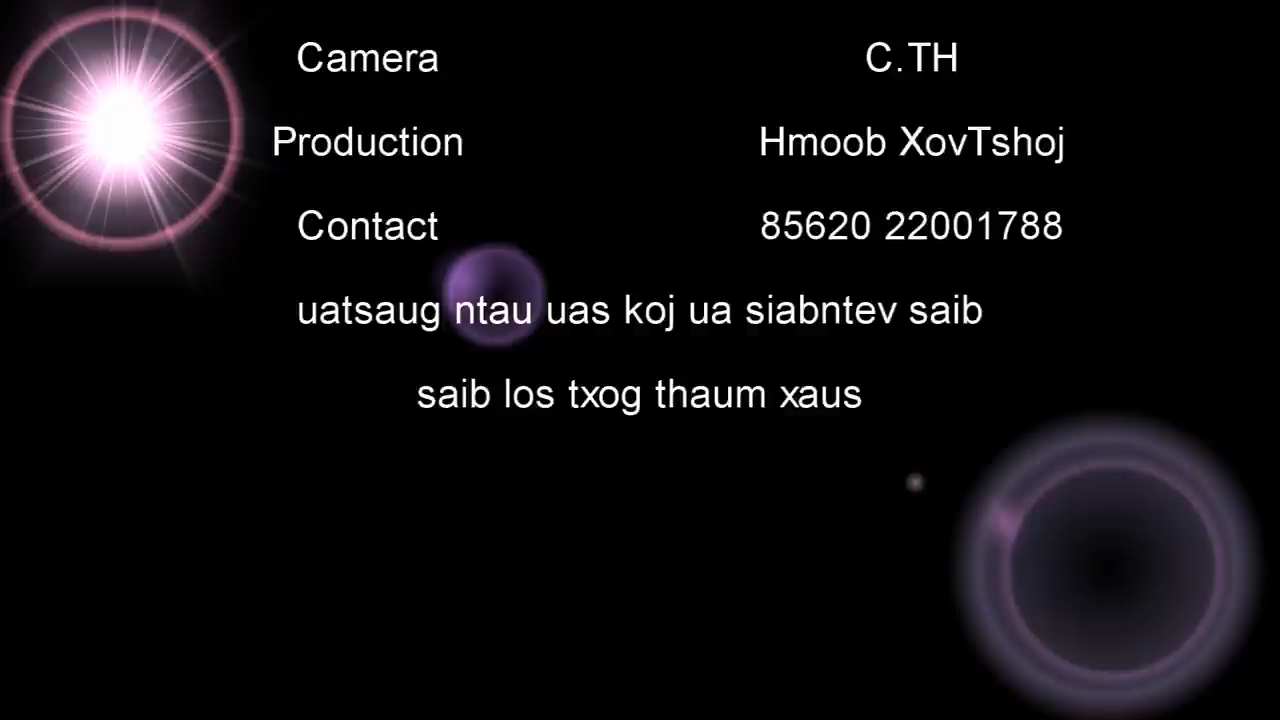 Camera C.TH
Production Hmoob XovTshoj
Contact 85620 22001788
uatsaug ntau uas koj ua siabntev saib
saib los txog thaum xaus